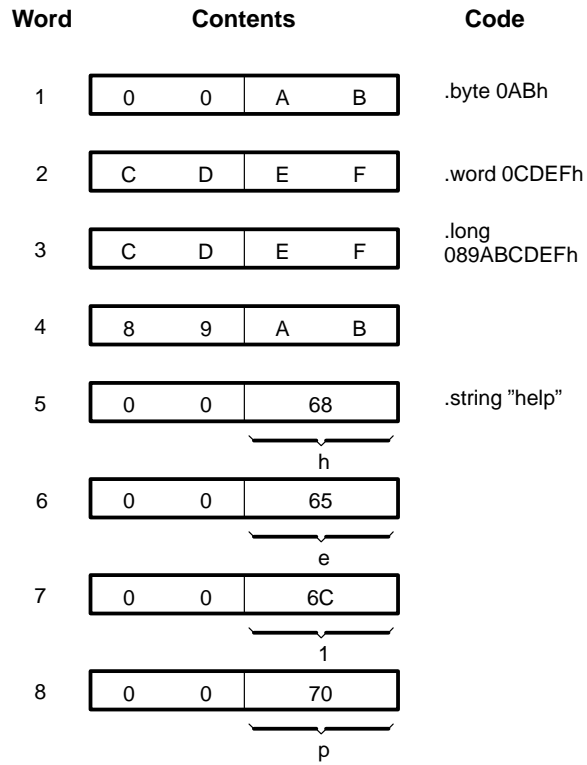 Word Contents Code
1 0 0 A B .byte 0ABh
2 C D E F .word 0CDEFh
3 C D E F .long
089ABCDEFh
4 8 9 A B
5 0 0 68 .string ”help”
h
6 0 0 65
e
7 0 0 6C
1
8 0 0 70
p